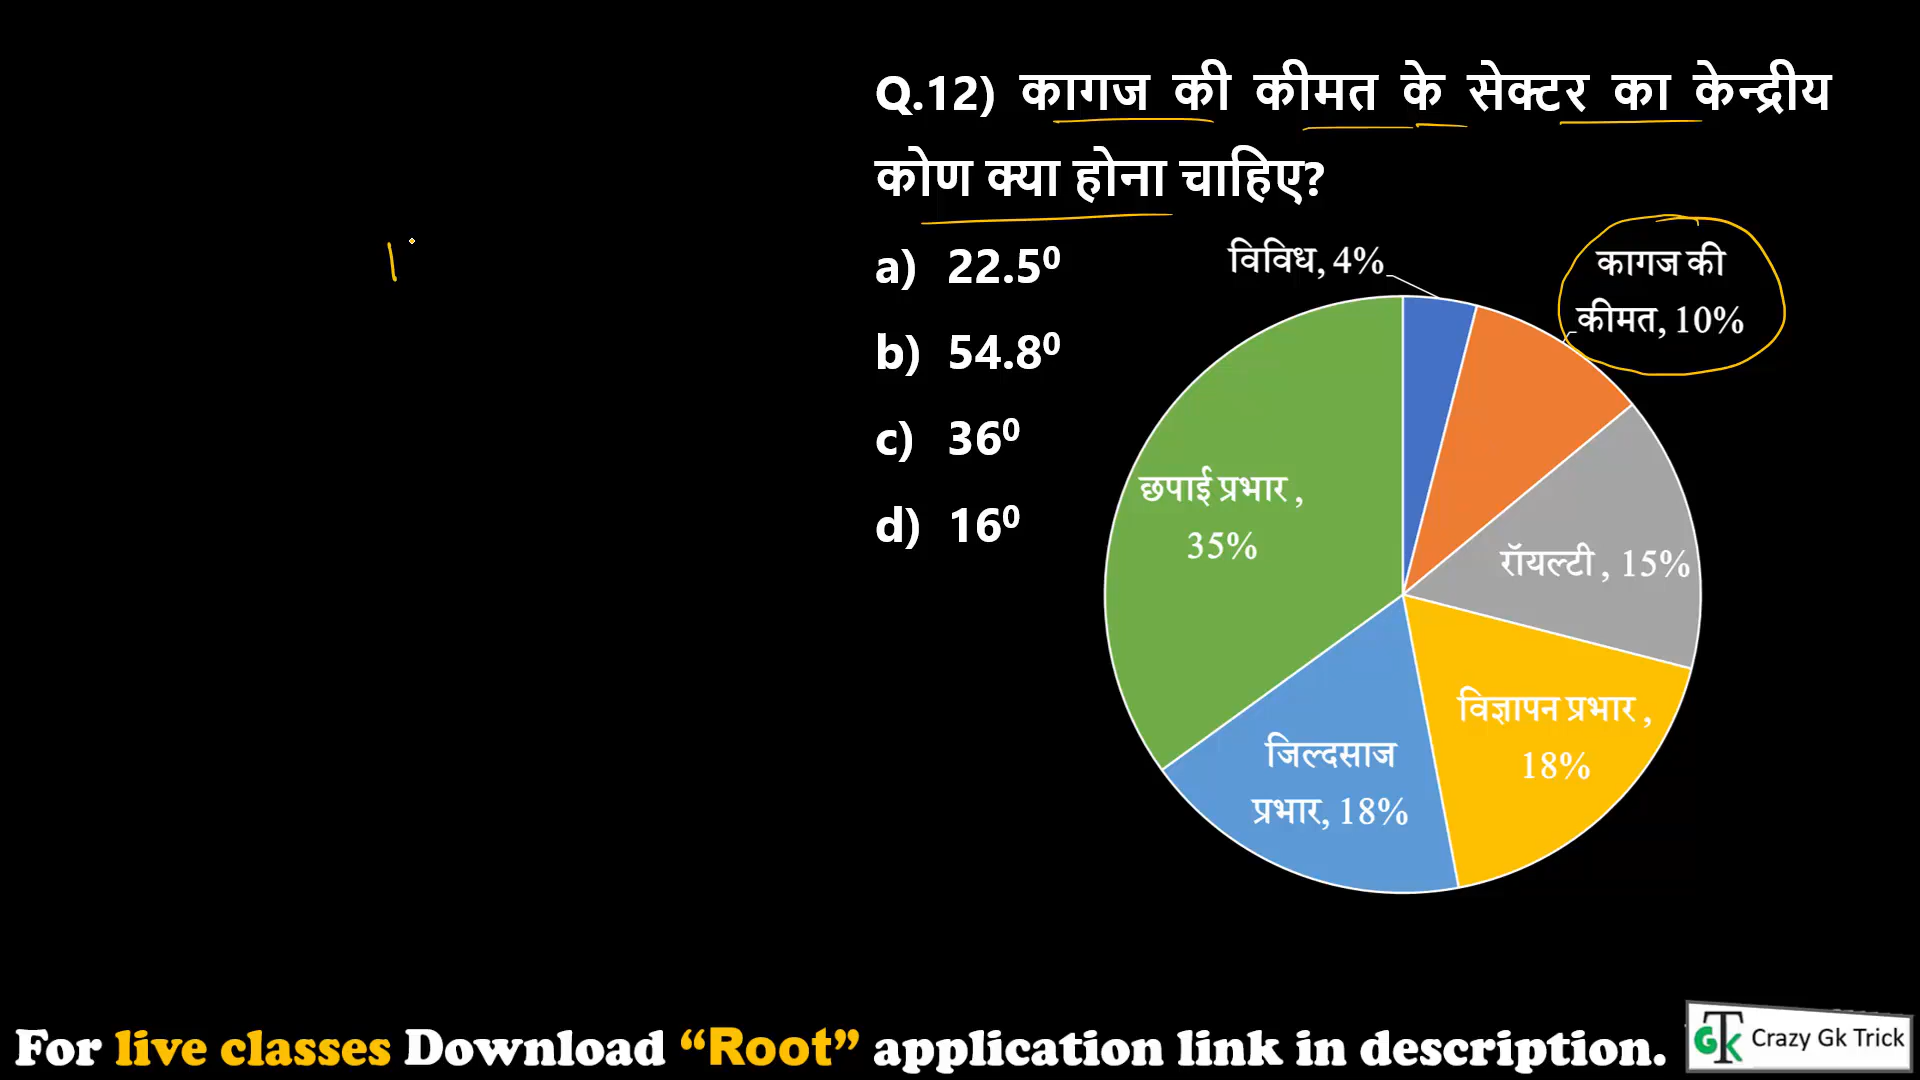 Q.12) कागज की कीमत के सेक्टर का केन्द्रीय
कोण क्या होना चाहिए?
a) 22.5⁰
b) 54.8⁰
c) 36⁰
d) 16⁰
विविध, 4%
कागज की
कीमत, 10%
छपाई प्रभार ,
35%
रॉयल्टी , 15%
विज्ञापन प्रभार ,
18%
जिल्दसाज
प्रभार, 18%
For live classes Download “Root” application link in description.
GTK Crazy Gk Trick